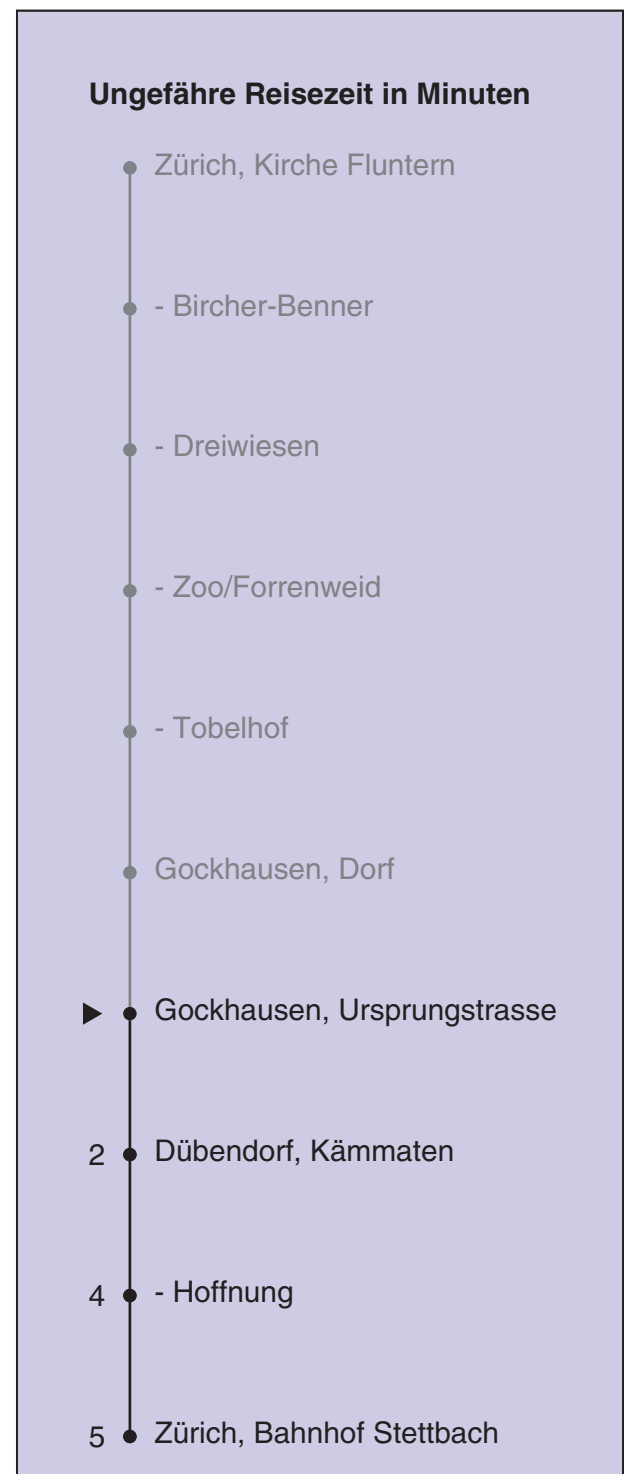 Ungefähre Reisezeit in Minuten
Zürich, Kirche Fluntern
- Bircher-Benner
- Dreiwiesen
- Zoo/Forrenweid
- Tobelhof
Gockhausen, Dorf
Gockhausen, Ursprungstrasse
2 Dübendorf, Kämmaten
4 - Hoffnung
5 Zürich, Bahnhof Stettbach